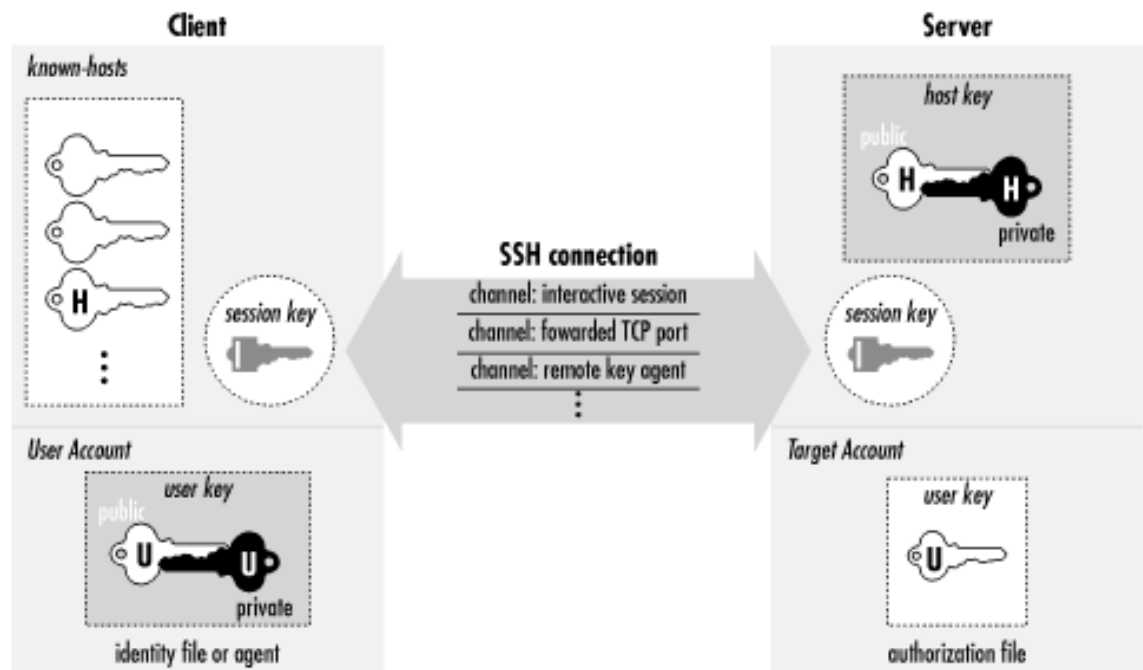 Client
Server
known-hosts
H
session key
host key
public
H
H
private
SSH connection
channel: interactive session
channel: fowarded TCP port
channel: remote key agent
session key
User Account
user key
public
U
U
private
identity file or agent
Target Account
user key
U
authorization file